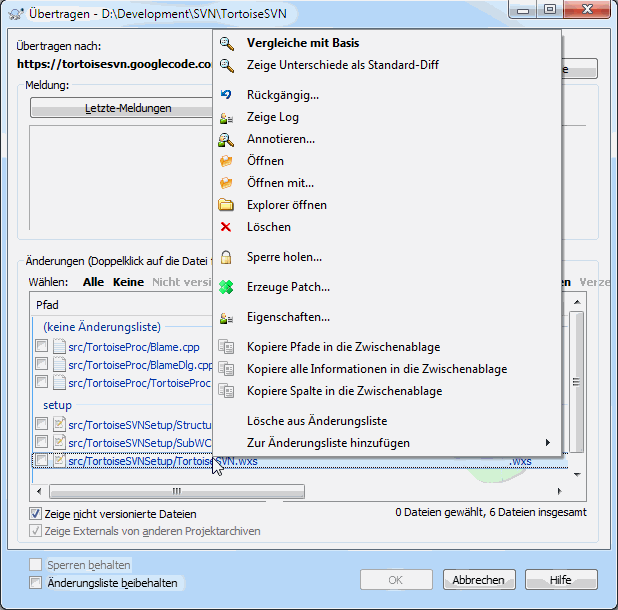 Übertragen - D:\Development\SVN\TortoiseSVN
Übertragen nach:
https://tortoisesvn.googlecode.co
Meldung:
Letzte-Meldungen
Vergleiche mit Basis
Zeige Unterschiede als Standard-Diff
Rückgängig...
Zeige Log
Annotieren...
Öffnen
Öffnen mit...
Explorer öffnen
Löschen
Sperre holen...
Erzeuge Patch...
Eigenschaften...
Kopiere Pfade in die Zwischenablage
Kopiere alle Informationen in die Zwischenablage
Kopiere Spalte in die Zwischenablage
Lösche aus Änderungsliste
Zur Änderungsliste hinzufügen
Änderungen (Doppelklick auf die Datei
Wählen: Alle Keine Nicht versi en Verze
Pfad
(keine Änderungsliste)
src/TortoiseProc/Blame.cpp
src/TortoiseProc/BlameDlg.cpp
src/TortoiseProc/TortoiseProc
setup
src/TortoiseSVNSetup/Structu
src/TortoiseSVNSetup/SubWC
src/TortoiseSVNSetup/TortoiseSVN.wxs .wxs
Zeige nicht versionierte Dateien
0 Dateien gewählt, 6 Dateien insgesamt
Zeige Externals von anderen Projektarchiven
Sperren behalten
Änderungsliste beibehalten
OK Abbrechen Hilfe